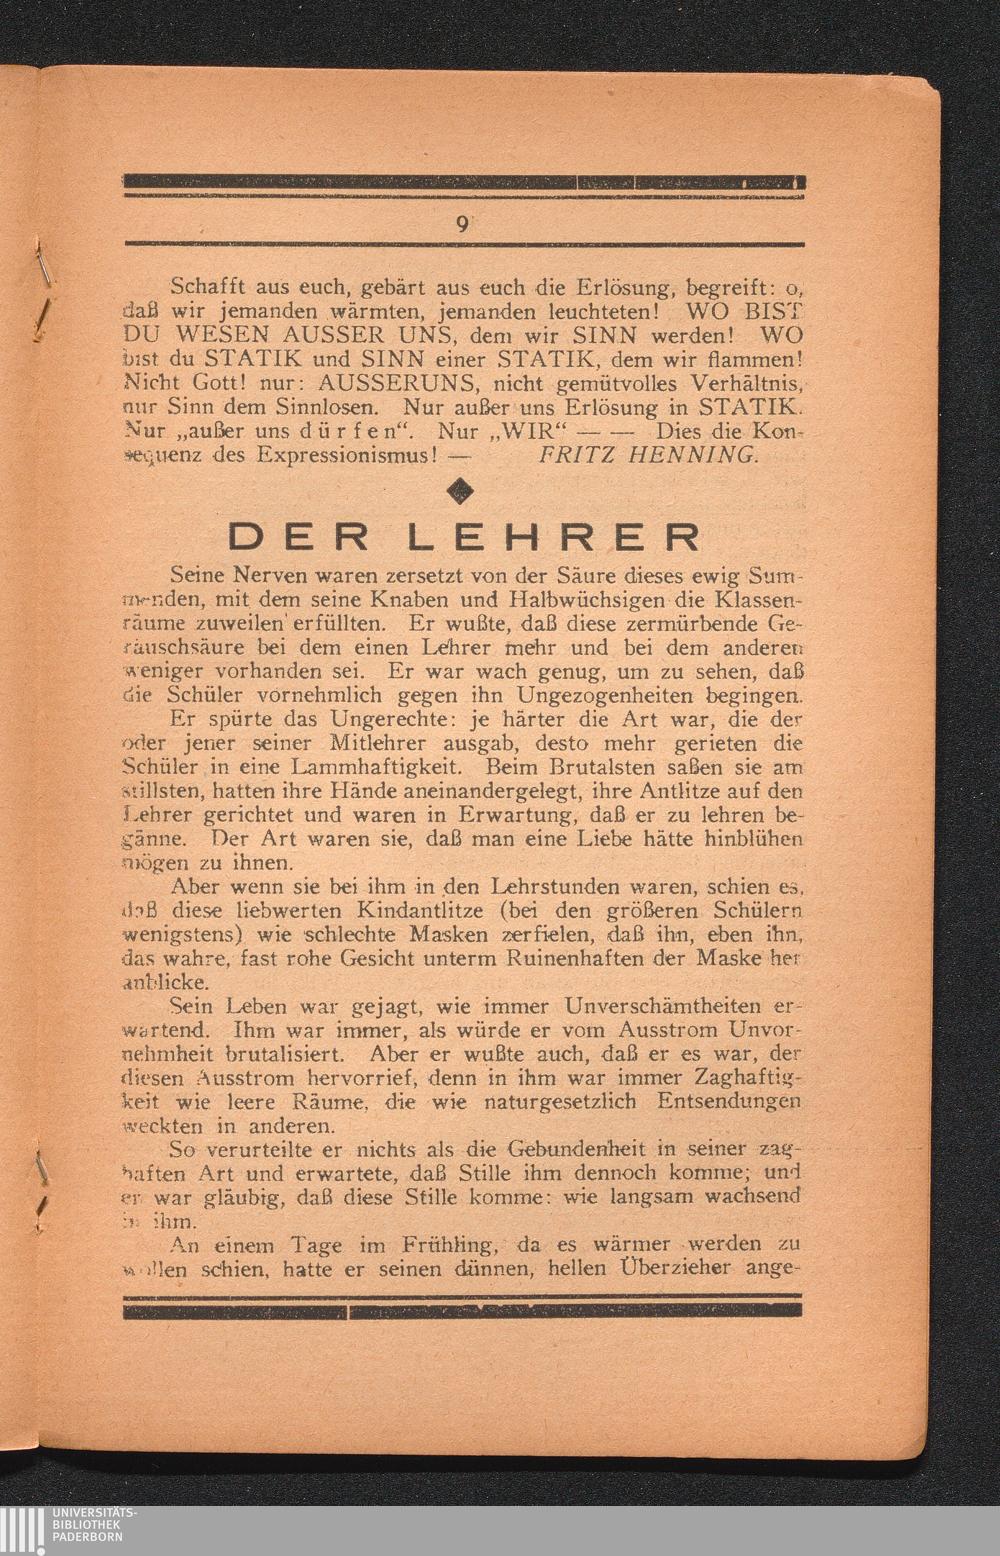 9
Schafft aus euch, gebärt aus euch die Erlösung, begreift: o,
daß wir jemanden wärmten, jemanden leuchteten! WO BIST
DU WESEN AUSSER UNS, dem wir SINN werden! WO
bist du STATIK und SINN einer STATIK, dem wir flammen!
Nicht Gott! nur: AUSSERUNS, nicht gemütvolles Verhältnis,
nur Sinn dem Sinnlosen. Nur außer uns Erlösung in STATIK.
Nur „außer uns dürfen“. Nur „WIR“ — — Dies die Kon-
sequenz des Expressionismus! — FRITZ HENNING.
DER LEHRER
Seine Nerven waren zersetzt von der Säure dieses ewig Sum-
menden, mit dem seine Knaben und Halbwüchsigen die Klassen-
räume zuweilen erfüllten. Er wußte, daß diese zermürbende Ge-
räuschsäure bei dem einen Lehrer mehr und bei dem anderen
weniger vorhanden sei. Er war wach genug, um zu sehen, daß
die Schüler vornehmlich gegen ihn Ungezogenheiten begingen.
Er spürte das Ungerechte: je härter die Art war, die der
oder jener seiner Mitlehrer ausgab, desto mehr gerieten die
Schüler in eine Lammhaftigkeit. Beim Brutalsten saßen sie am
stillsten, hatten ihre Hände aneinandergelegt, ihre Antlitze auf den
Lehrer gerichtet und waren in Erwartung, daß er zu lehren be-
gänne. Der Art waren sie, daß man eine Liebe hätte hinblühen
mögen zu ihnen.
Aber wenn sie bei ihm in den Lehrstunden waren, schien es,
daß diese liebwerten Kindantlitze (bei den größeren Schülern
wenigstens) wie schlechte Masken zerfielen, daß ihn, eben ihn,
das wahre, fast rohe Gesicht unterm Ruinenhaften der Maske her
anblicke.
Sein Leben war gejagt, wie immer Unverschämtheiten er-
wartend. Ihm war immer, als würde er vom Ausstrom Unvor-
nehmheit brutalisiert. Aber er wußte auch, daß er es war, der
diesen Ausstrom hervorrief, denn in ihm war immer Zaghaftig-
keit wie leere Räume, die wie naturgesetzlich Entsendungen
weckten in anderen.
So verurteilte er nichts als die Gebundenheit in seiner zag-
haften Art und erwartete, daß Stille ihm dennoch komme; und
er war gläubig, daß diese Stille komme: wie langsam wachsend
in ihm.
An einem Tage im Frühling, da es wärmer werden zu
wollen schien, hatte er seinen dünnen, hellen Überzieher ange-
UNIVERSITÄTS-
BIBLIOTHEK
PADERBORN